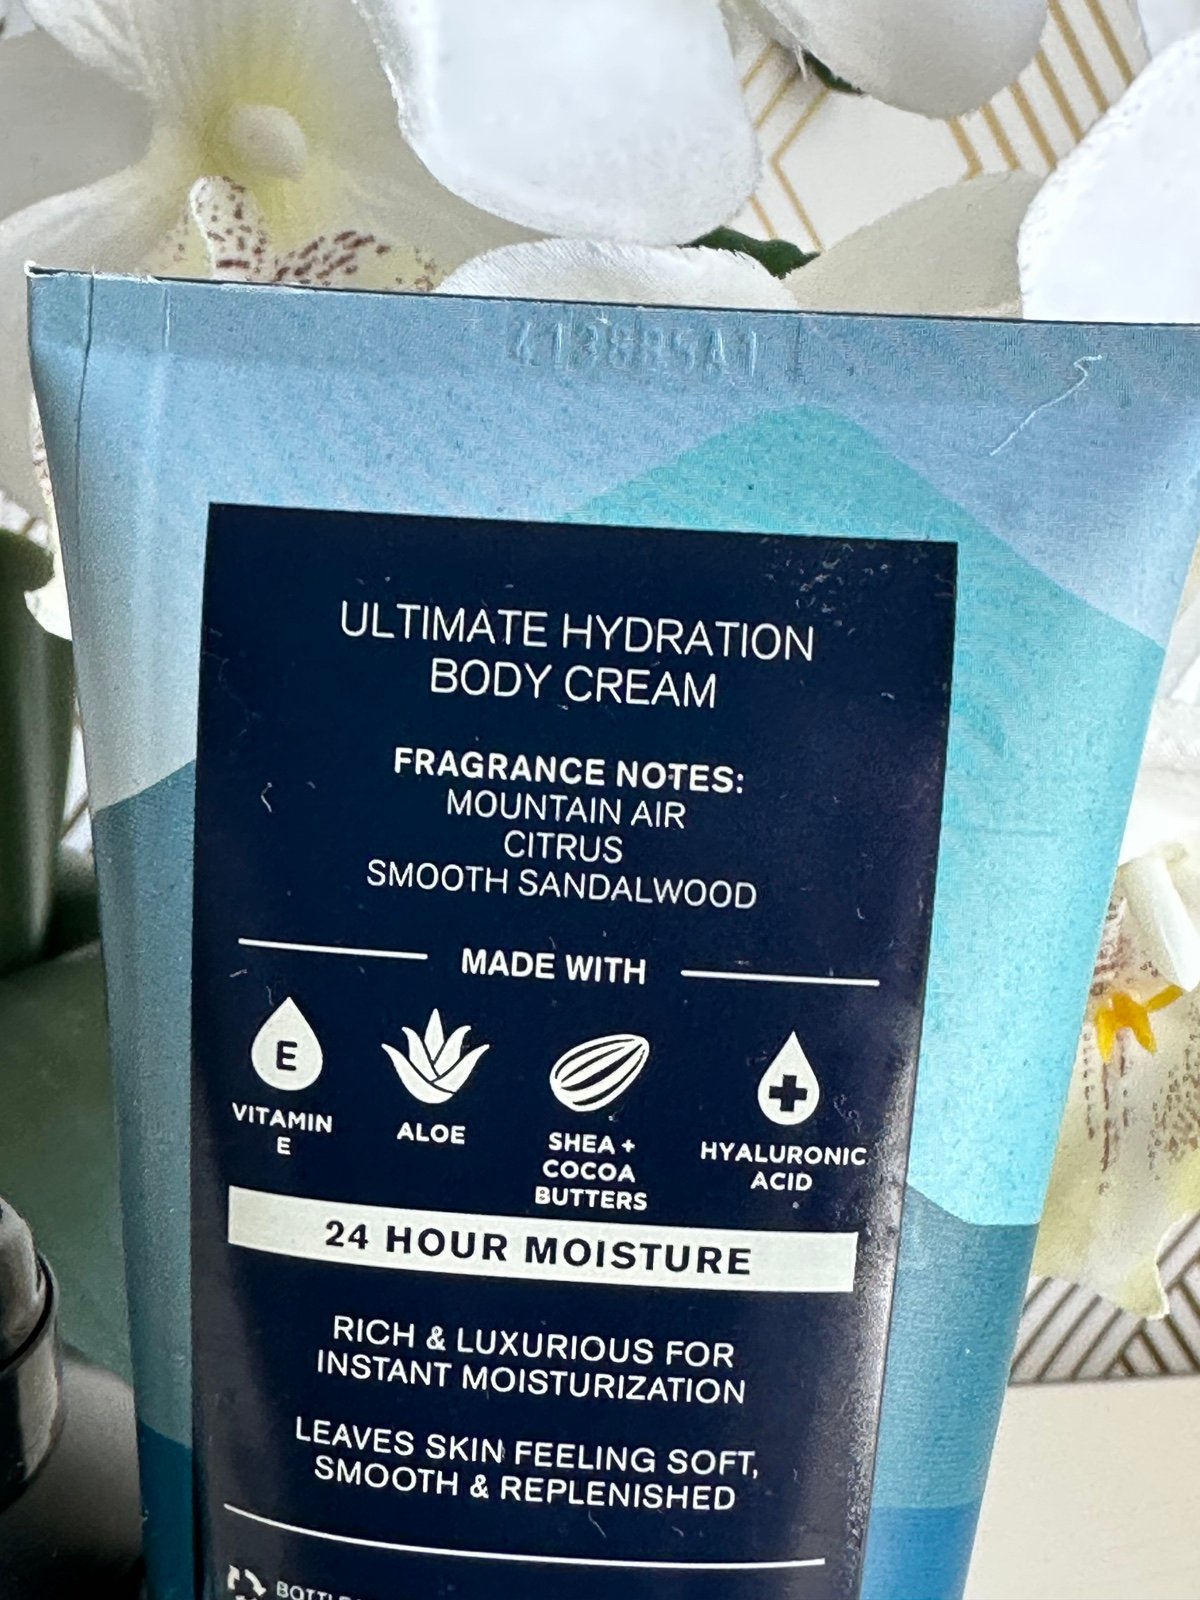 ULTIMATE HYDRATION
BODY CREAM
FRAGRANCE NOTES:
MOUNTAIN AIR
CITRUS
SMOOTH SANDALWOOD
MADE WITH
E
VITAMIN
E
ALOE
SHEA +
COCOA
BUTTERS
HYALURONIC
ACID
24 HOUR MOISTURE
RICH & LUXURIOUS FOR
INSTANT MOISTURIZATION
LEAVES SKIN FEELING SOFT,
SMOOTH & REPLENISHED